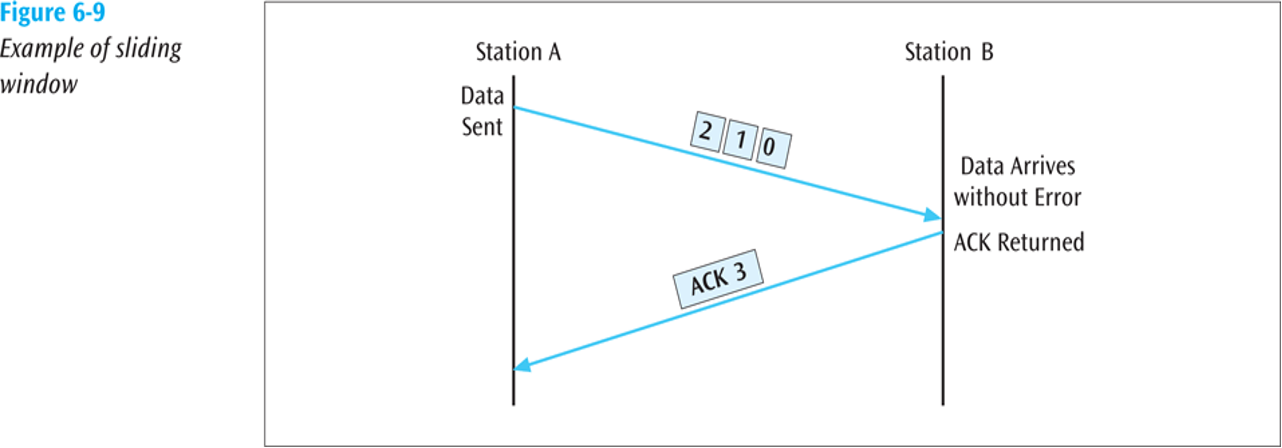 Figure 6-9
Example of sliding
window
Station A
Station B
Data
Sent
2 1 0
Data Arrives
without Error
ACK Returned
ACK 3